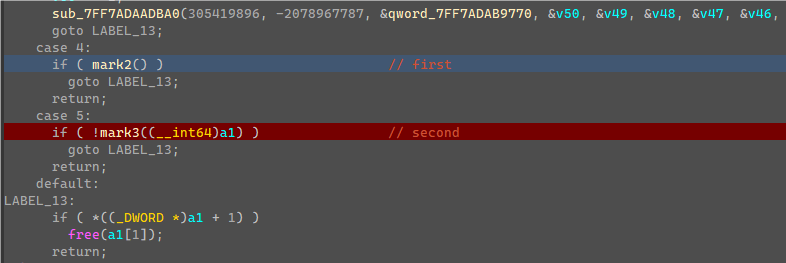 sub_7FF7ADAADBA0(305419896, -2078967787, &qword_7FF7ADAB9770, &v50, &v49, &v48, &v47, &v46,
goto LABEL_13;
case 4:
if ( mark2() ) // first
goto LABEL_13;
return;
case 5:
if ( !mark3((__int64)a1) ) // second
goto LABEL_13;
return;
default:
LABEL_13:
if ( *((_DWORD *)a1 + 1) )
free(a1[1]);
return;